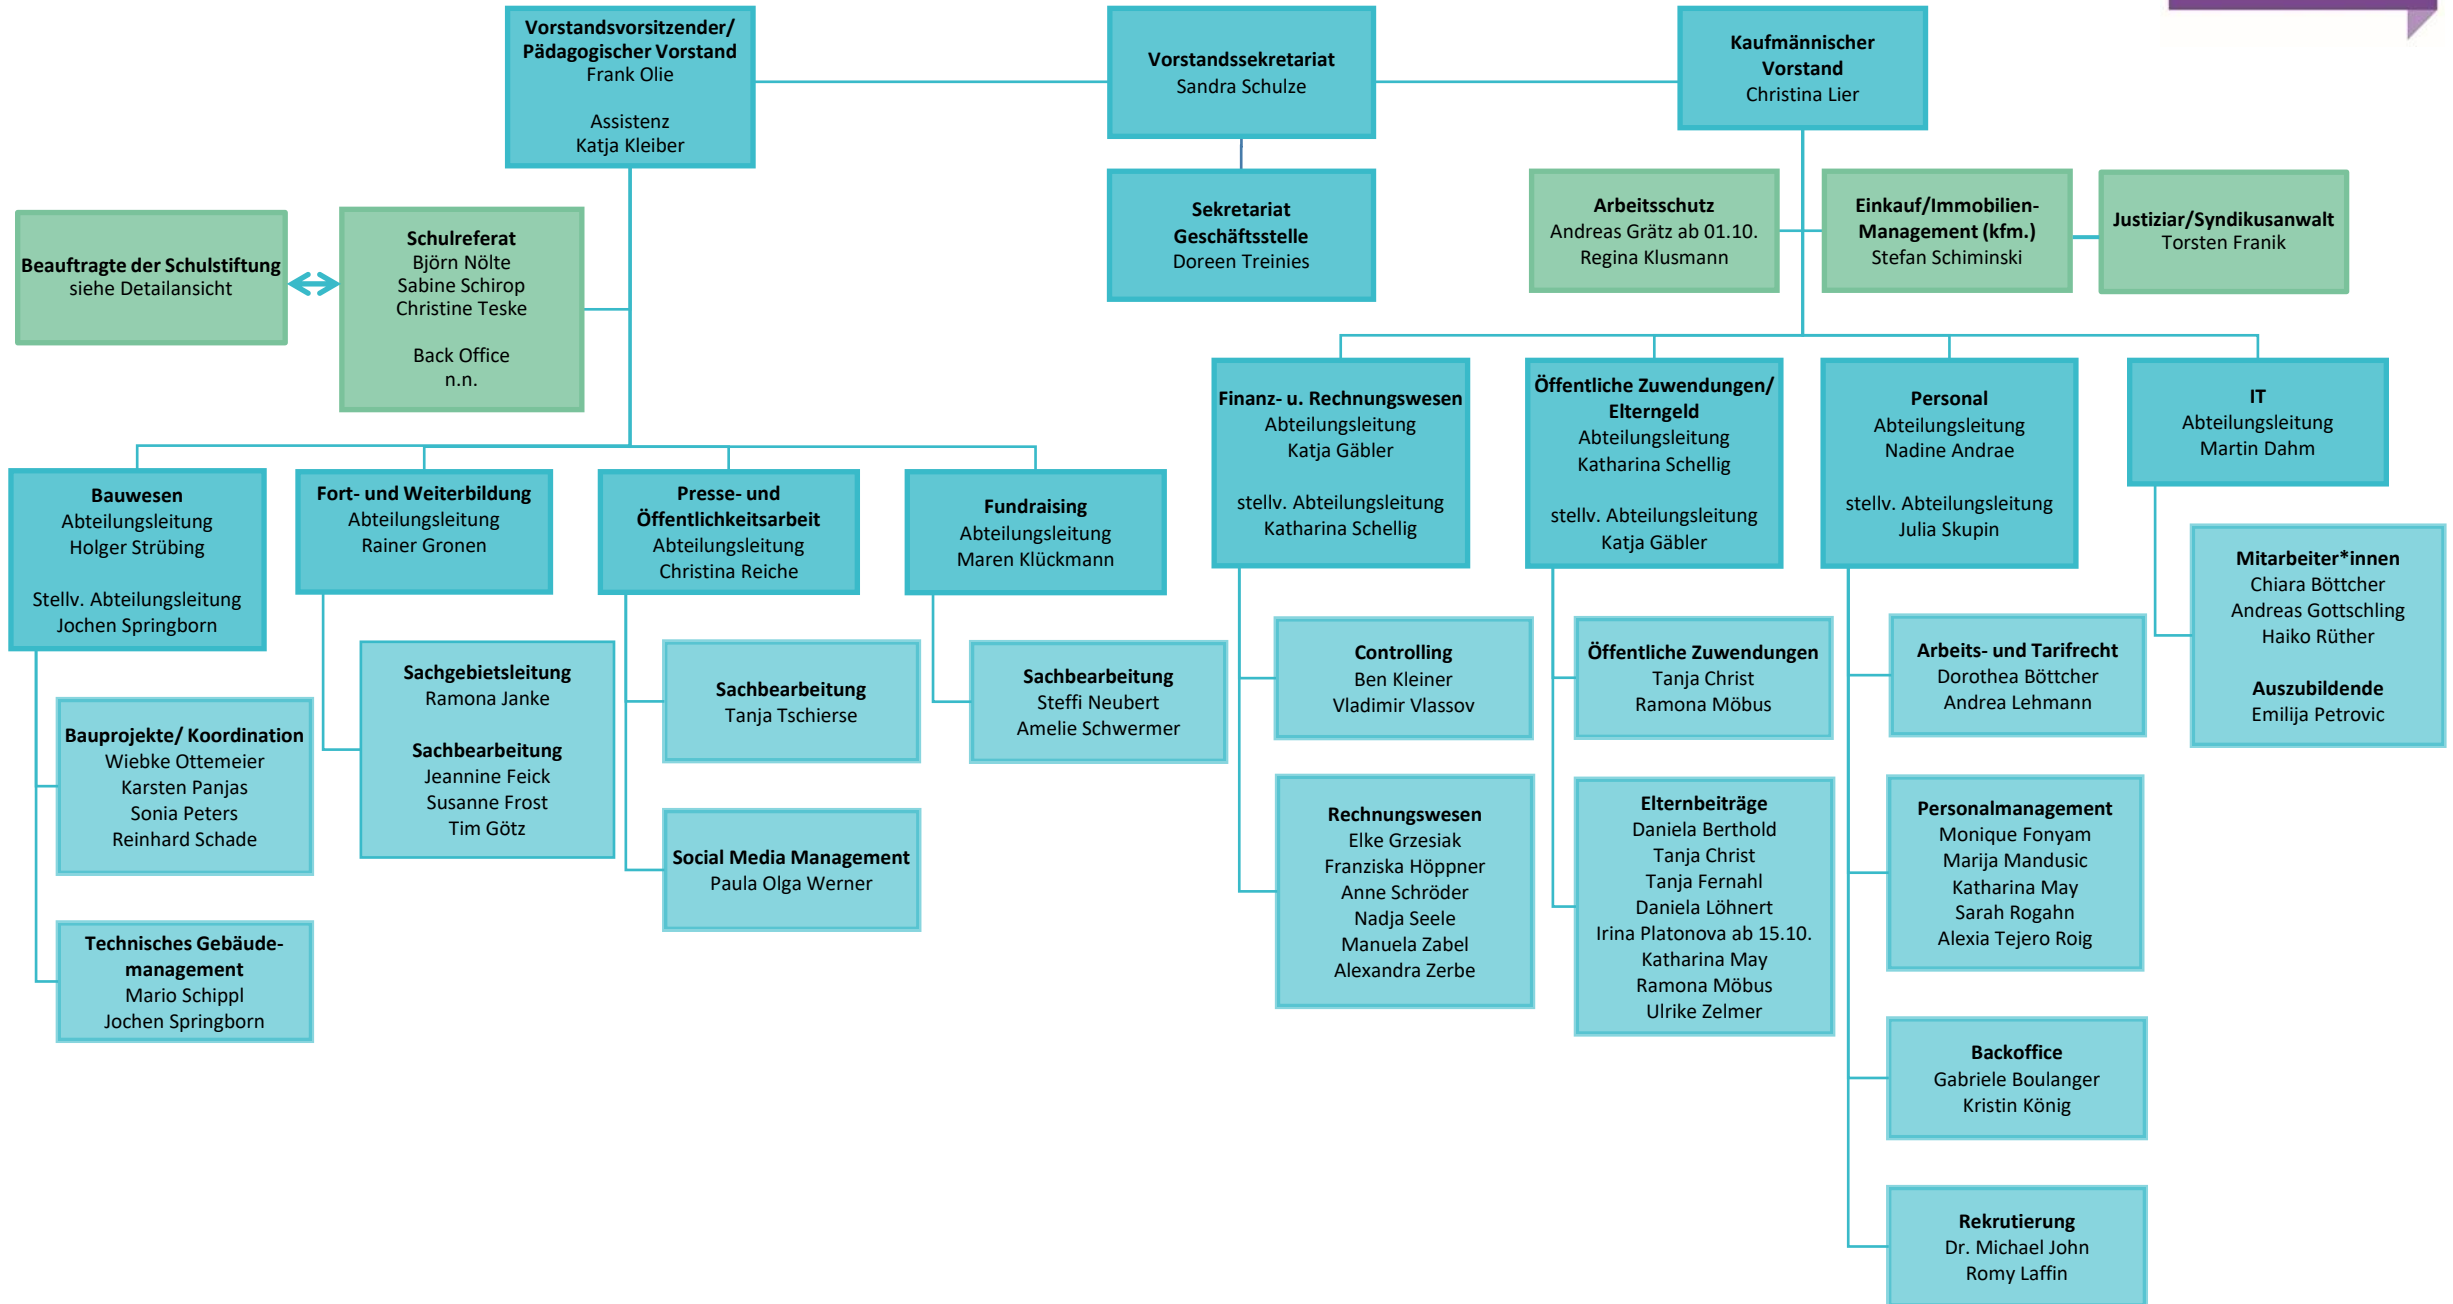 Vorstandsvorsitzender/
Pädagogischer Vorstand
Frank Olie
Assistenz
Katja Kleiber
Vorstandssekretariat
Sandra Schulze
Kaufmännischer
Vorstand
Christina Lier
Sekretariat
Geschäftsstelle
Doreen Treinies
Beauftragte der Schulstiftung
siehe Detailansicht
Schulreferat
Björn Nölte
Sabine Schirop
Christine Teske
Back Office
n.n.
Arbeitsschutz
Andreas Grätz ab 01.10.
Regina Klusmann
Einkauf/Immobilien-
Management (kfm.)
Stefan Schiminski
Justiziar/Syndikusanwalt
Torsten Franik
Bauwesen
Abteilungsleitung
Holger Strübing
Stellv. Abteilungsleitung
Jochen Springborn
Bauprojekte/ Koordination
Wiebke Ottemeier
Karsten Panjas
Sonia Peters
Reinhard Schade
Technisches Gebäude-
management
Mario Schippl
Jochen Springborn
Fort- und Weiterbildung
Abteilungsleitung
Rainer Gronen
Sachgebietsleitung
Ramona Janke
Sachbearbeitung
Jeannine Feick
Susanne Frost
Tim Götz
Presse- und
Öffentlichkeitsarbeit
Abteilungsleitung
Christina Reiche
Sachbearbeitung
Tanja Tschierse
Social Media Management
Paula Olga Werner
Fundraising
Abteilungsleitung
Maren Klückmann
Sachbearbeitung
Steffi Neubert
Amelie Schwermer
Finanz- u. Rechnungswesen
Abteilungsleitung
Katja Gäbler
stellv. Abteilungsleitung
Katharina Schellig
Controlling
Ben Kleiner
Vladimir Vlassov
Rechnungswesen
Elke Grzesiak
Franziska Höppner
Anne Schröder
Nadja Seele
Manuela Zabel
Alexandra Zerbe
Öffentliche Zuwendungen/
Elterngeld
Abteilungsleitung
Katharina Schellig
stellv. Abteilungsleitung
Katja Gäbler
Öffentliche Zuwendungen
Tanja Christ
Ramona Möbus
Elternbeiträge
Daniela Berthold
Tanja Christ
Tanja Fernahl
Daniela Löhnert
Irina Platonova ab 15.10.
Katharina May
Ramona Möbus
Ulrike Zelmer
Personal
Abteilungsleitung
Nadine Andrae
stellv. Abteilungsleitung
Julia Skupin
Arbeits- und Tarifrecht
Dorothea Böttcher
Andrea Lehmann
Personalmanagement
Monique Fonyam
Marija Mandusic
Katharina May
Sarah Rogahn
Alexia Tejero Roig
Backoffice
Gabriele Boulanger
Kristin König
Rekrutierung
Dr. Michael John
Romy Laffin
IT
Abteilungsleitung
Martin Dahm
Mitarbeiter*innen
Chiara Böttcher
Andreas Gottschling
Haiko Rüther
Auszubildende
Emilija Petrovic